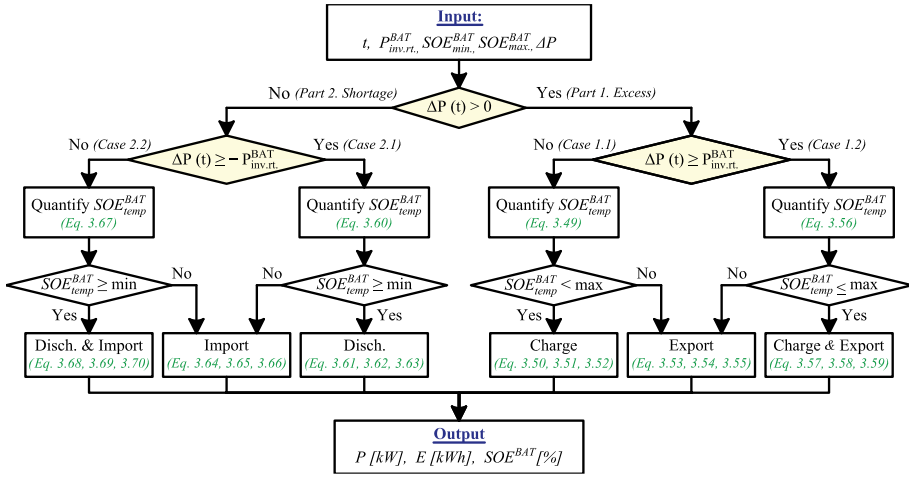 Input:
t, P^BAT_inv.rt., SOE^BAT_min., SOE^BAT_max., ΔP
No (Part 2. Shortage)
Yes (Part 1. Excess)
ΔP (t) > 0
No (Case 2.2)
Yes (Case 2.1)
No (Case 1.1)
Yes (Case 1.2)
ΔP (t) ≥ − P^BAT_inv.rt.
ΔP (t) ≥ P^BAT_inv.rt.
Quantify SOE^BAT_temp
(Eq. 3.67)
Quantify SOE^BAT_temp
(Eq. 3.60)
Quantify SOE^BAT_temp
(Eq. 3.49)
Quantify SOE^BAT_temp
(Eq. 3.56)
SOE^BAT_temp ≥ min
No
No
SOE^BAT_temp ≥ min
SOE^BAT_temp < max
No
No
SOE^BAT_temp ≤ max
Yes
Yes
Yes
Yes
Disch. & Import
(Eq. 3.68, 3.69, 3.70)
Import
(Eq. 3.64, 3.65, 3.66)
Disch.
(Eq. 3.61, 3.62, 3.63)
Charge
(Eq. 3.50, 3.51, 3.52)
Export
(Eq. 3.53, 3.54, 3.55)
Charge & Export
(Eq. 3.57, 3.58, 3.59)
Output
P [kW], E [kWh], SOE^BAT [%]